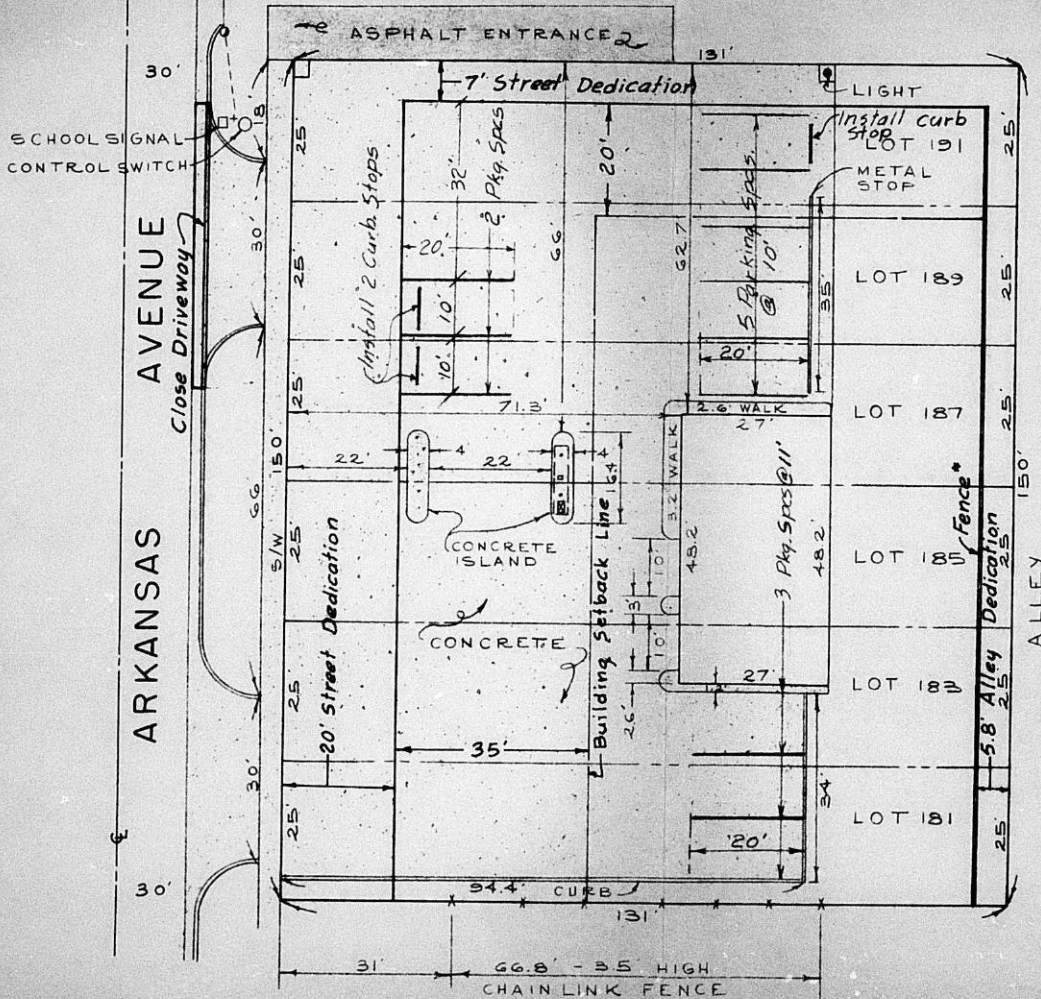 ASPHALT ENTRANCE 2
131'
30'
7' Street Dedication
LIGHT
Install curb
stop
LOT 191
SCHOOL SIGNAL
CONTROL SWITCH
18'
25'
25'
METAL
STOP
32'
2 Pkg. Spcs
20'
Install 2 Curb. Stops
20'
66'
62.7
5 Parking Spcs.
@ 10'
35'
30'
25'
LOT 189
25'
AVENUE
Close Driveway
10'
10'
20'
25'
71.3'
2.6' WALK
27'
LOT 187
25'
150'
22'
4
22
4
16.4
3.2' WALK
150'
66
S/W
25'
CONCRETE
ISLAND
Building Setback Line
48.2'
3 Pkg. Spcs @ 11'
48.2'
LOT 185
Fence*
25'
10'
3'
10'
ALLEY
ARKANSAS
20' Street Dedication
CONCRETE
25'
2.6'
27'
1.2'
LOT 183
5.8' Alley Dedication
25'
35'
30'
25'
34'
LOT 181
25'
20'
30'
94.4'
CURB
131'
31'
66.8' - 3.5' HIGH
CHAIN LINK FENCE